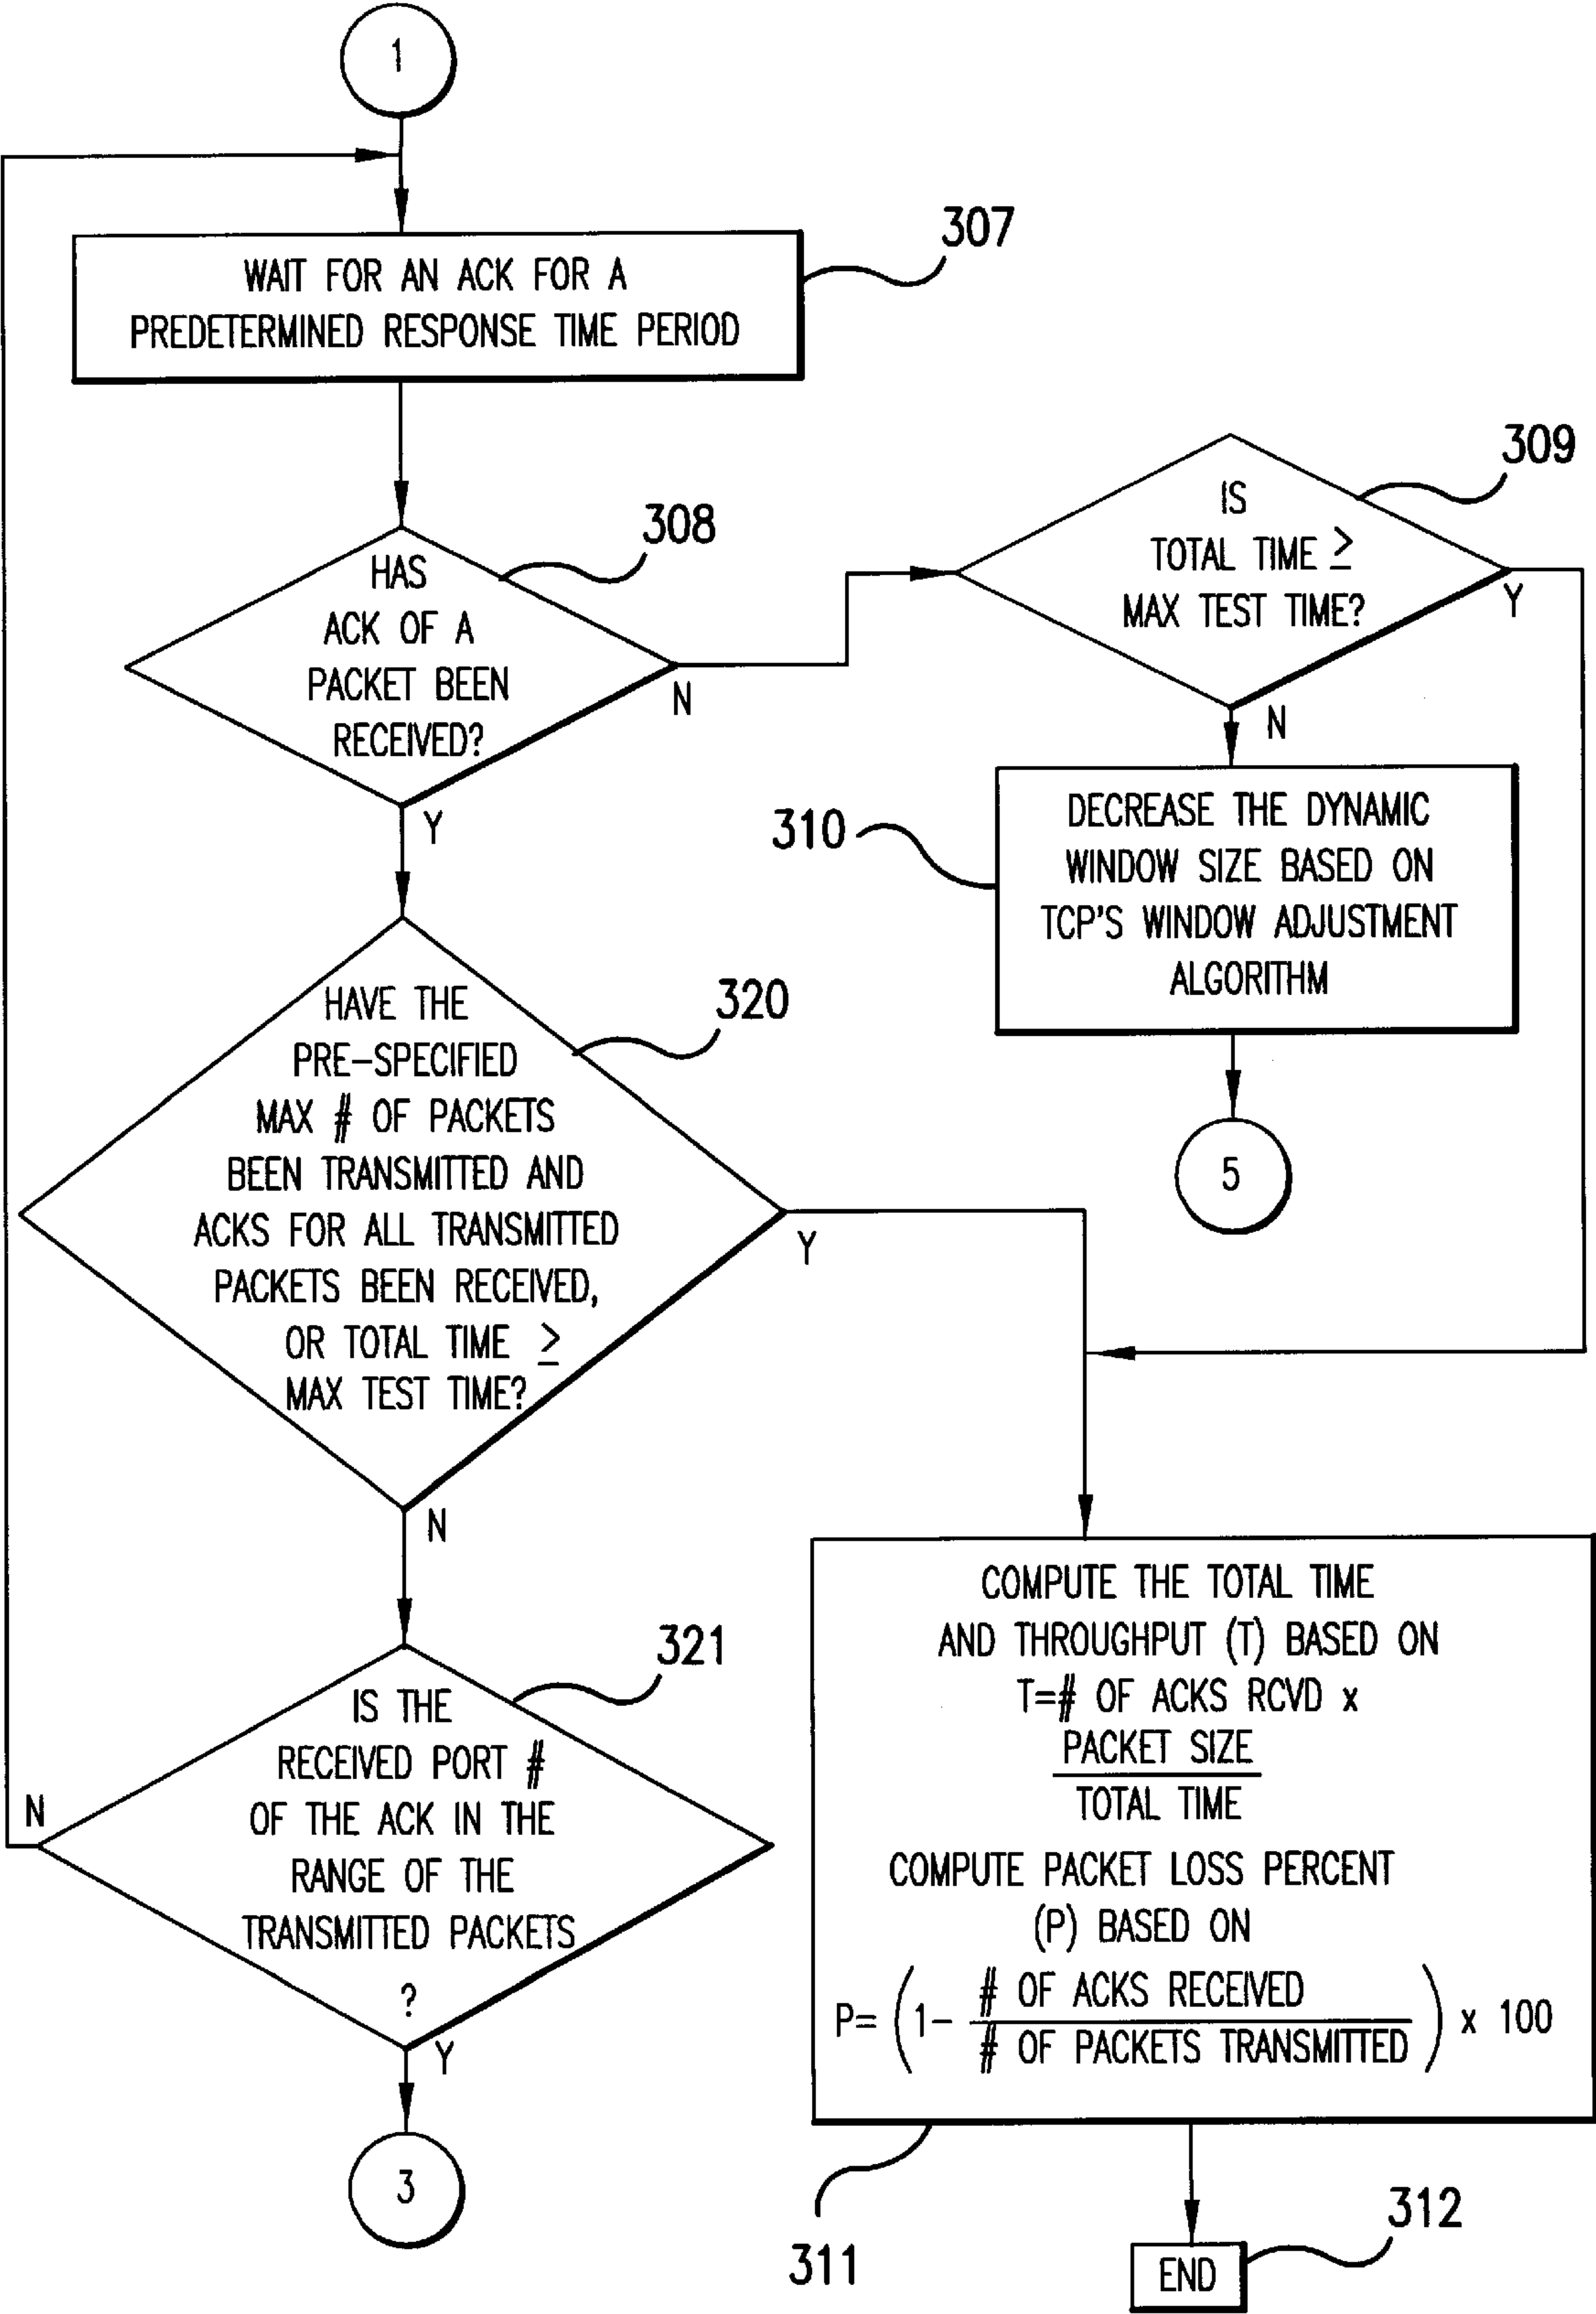 1
307
WAIT FOR AN ACK FOR A
PREDETERMINED RESPONSE TIME PERIOD
309
IS
TOTAL TIME ≥
MAX TEST TIME?
Y
N
308
HAS
ACK OF A
PACKET BEEN
RECEIVED?
N
Y
310
DECREASE THE DYNAMIC
WINDOW SIZE BASED ON
TCP'S WINDOW ADJUSTMENT
ALGORITHM
5
320
HAVE THE
PRE-SPECIFIED
MAX # OF PACKETS
BEEN TRANSMITTED AND
ACKS FOR ALL TRANSMITTED
PACKETS BEEN RECEIVED,
OR TOTAL TIME ≥
MAX TEST TIME?
Y
N
321
IS THE
RECEIVED PORT #
OF THE ACK IN THE
RANGE OF THE
TRANSMITTED PACKETS
?
N
Y
3
COMPUTE THE TOTAL TIME
AND THROUGHPUT (T) BASED ON
T=# OF ACKS RCVD x
PACKET SIZE
TOTAL TIME
COMPUTE PACKET LOSS PERCENT
(P) BASED ON
P= (1- # OF ACKS RECEIVED
# OF PACKETS TRANSMITTED ) x 100
311
312
END